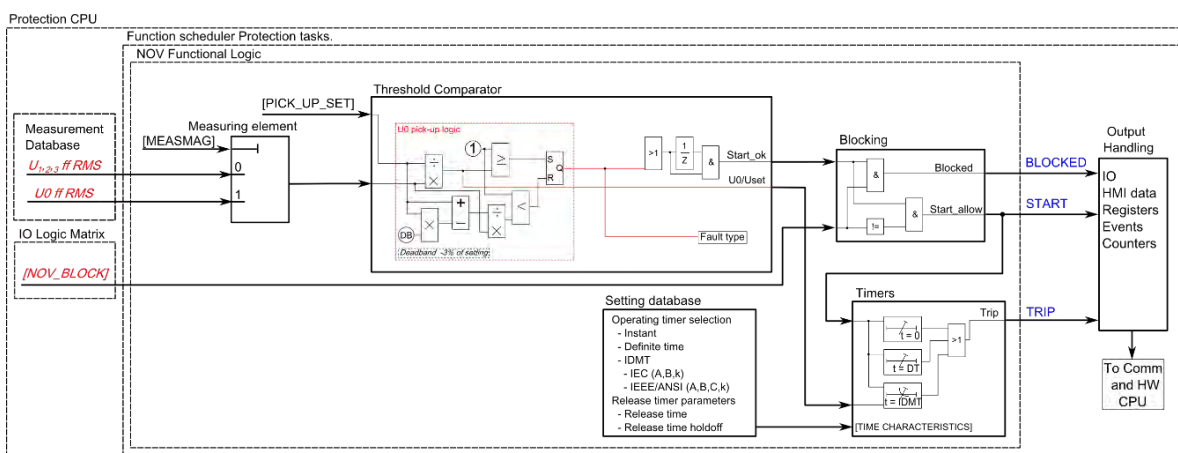 Protection CPU
Function scheduler Protection tasks.
NOV Functional Logic
Measurement
Database
U1,2,3 ff RMS
U0 ff RMS
IO Logic Matrix
[NOV_BLOCK]
[PICK_UP_SET]
Measuring element
[MEASMAG]
0
1
Threshold Comparator
U0 pick-up logic
÷
×
1
≥
S
Q
R
+
−
÷
×
<
DB
×
Deadband -3% of setting
>1
1
Z
&
Start_ok
U0/Uset
Fault type
Blocking
&
Blocked
&
Start_allow
!=
BLOCKED
START
TRIP
Output
Handling
IO
HMI data
Registers
Events
Counters
To Comm
and HW
CPU
Setting database
Operating timer selection
- Instant
- Definite time
- IDMT
- IEC (A,B,k)
- IEEE/ANSI (A,B,C,k)
Release timer parameters
- Release time
- Release time holdoff
Timers
Trip
t = 0
>1
t = DT
t = IDMT
[TIME CHARACTERISTICS]